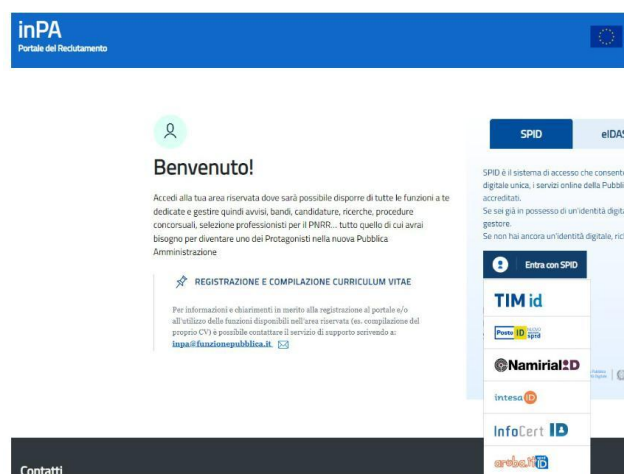 inPA
Portale del Reclutamento
Benvenuto!
Accedi alla tua area riservata dove sarà possibile disporre di tutte le funzioni a te
dedicate e gestire quindi avvisi, bandi, candidature, ricerche, procedure
concorsuali, selezione professionisti per il PNRR... tutto quello di cui avrai
bisogno per diventare uno dei Protagonisti nella nuova Pubblica
Amministrazione
REGISTRAZIONE E COMPILAZIONE CURRICULUM VITAE
Per informazioni e chiarimenti in merito alla registrazione al portale e/o
all'utilizzo delle funzioni disponibili nell'area riservata (es. compilazione del
proprio CV) è possibile contattare il servizio di supporto scrivendo a:
inpa@funzionepubblica.it
SPID
eIDAS
SPID è il sistema di accesso che consente
digitale unica, i servizi online della Pubbli
accreditati.
Se sei già in possesso di un'identità digita
gestore.
Se non hai ancora un'identità digitale, rich
Entra con SPID
TIM id
Poste ID
spid
Namirial ID
intesa ID
InfoCert ID
aruba.it ID
Contatti